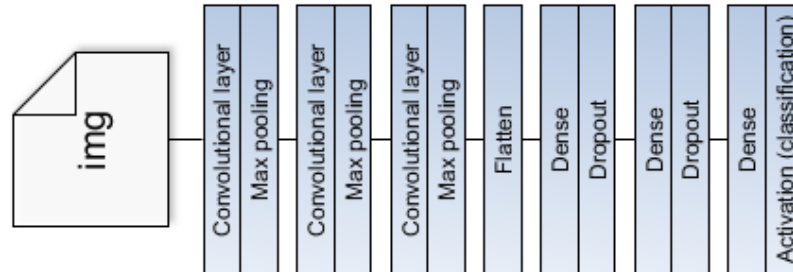 img
Convolutional layer
Max pooling
Convolutional layer
Max pooling
Convolutional layer
Max pooling
Flatten
Dense
Dropout
Dense
Dropout
Dense
Activation (classification)